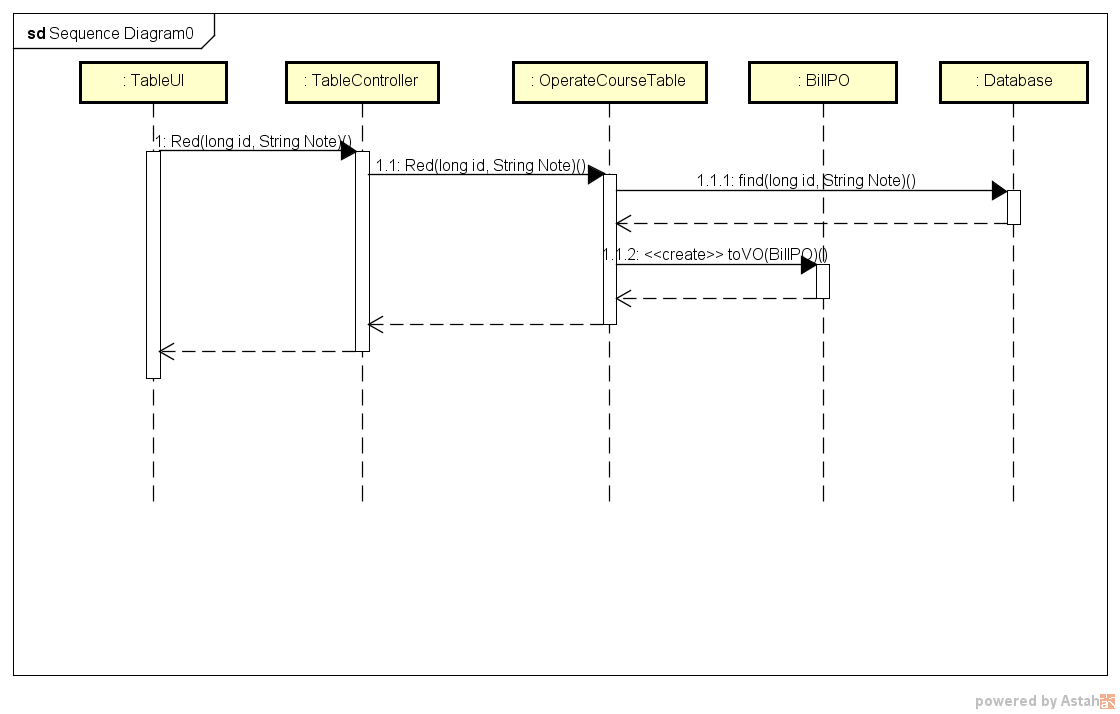 sd Sequence Diagram0
: TableUI
: TableController
: OperateCourseTable
: BillPO
: Database
1: Red(long id, String Note)()
1.1: Red(long id, String Note)()
1.1.1: find(long id, String Note)()
1.1.2: <<create>> toVO(BillPO)()
powered by Astah